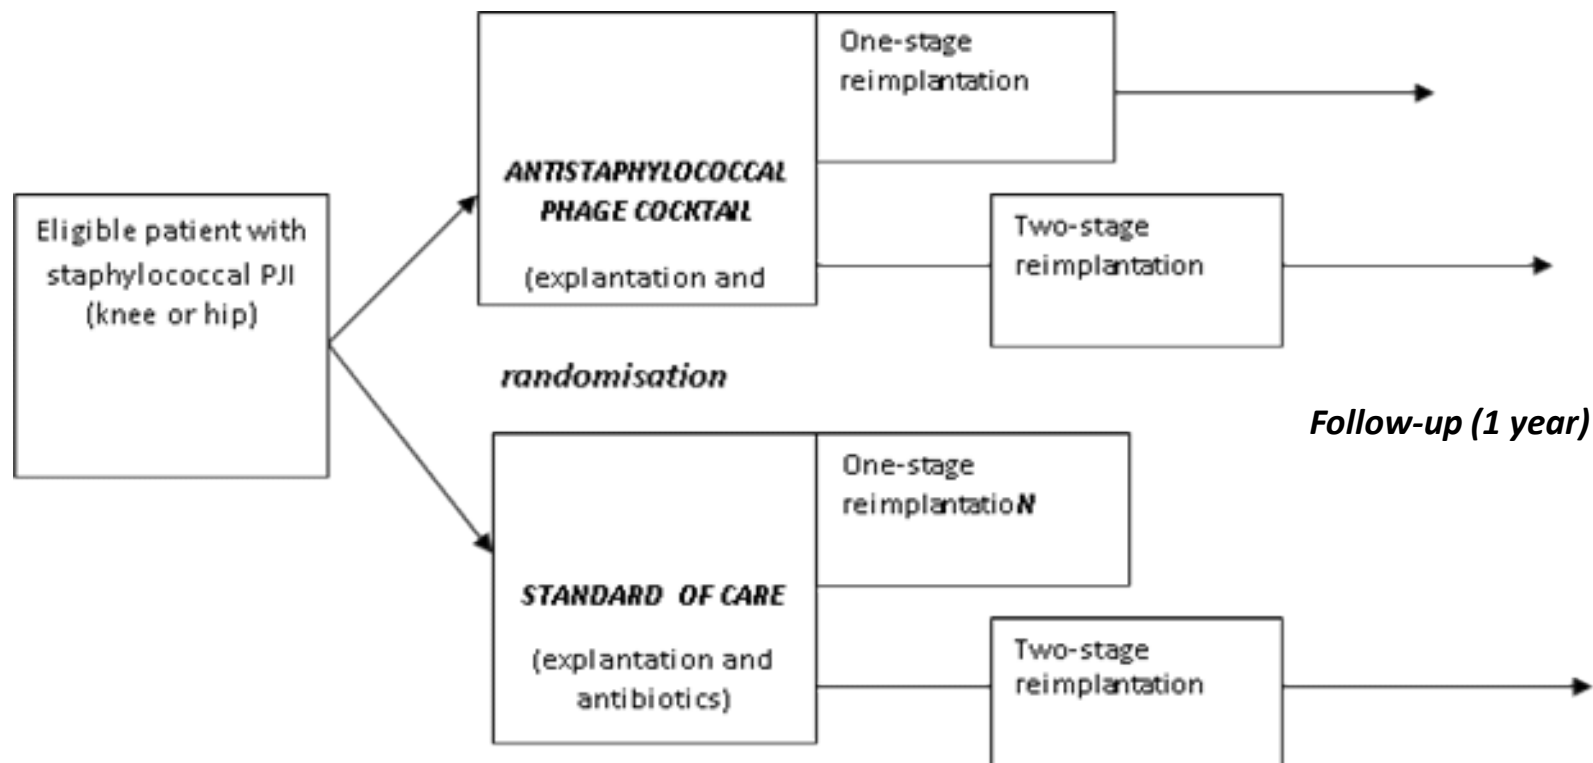 Eligible patient with
staphylococcal PJI
(knee or hip)
ANTISTAPHYLOCOCCAL
PHAGE COCKTAIL
(explantation and
One-stage
reimplantation
Two-stage
reimplantation
randomisation
Follow-up (1 year)
STANDARD OF CARE
(explantation and
antibiotics)
One-stage
reimplantatioN
Two-stage
reimplantation